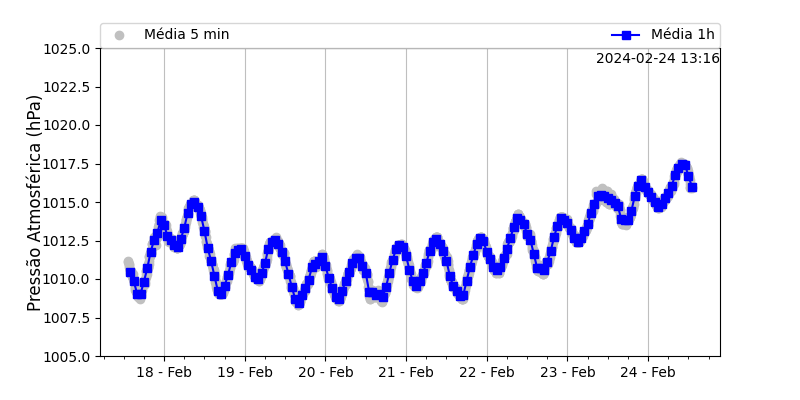 Média 5 min
Média 1h
2024-02-24 13:16
Pressão Atmosférica (hPa)
1025.0
1022.5
1020.0
1017.5
1015.0
1012.5
1010.0
1007.5
1005.0
18 - Feb
19 - Feb
20 - Feb
21 - Feb
22 - Feb
23 - Feb
24 - Feb